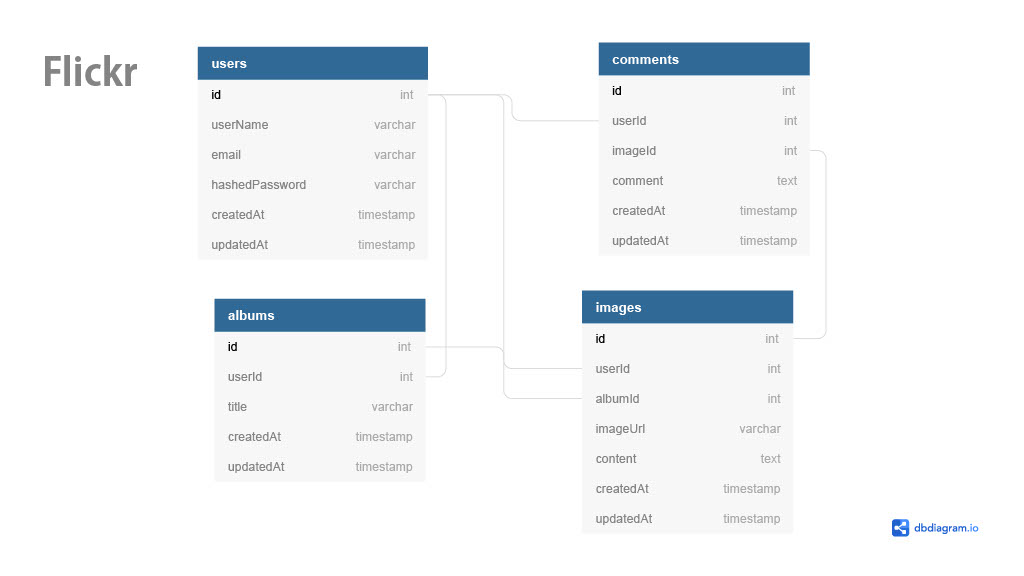 Flickr
users
id int
userName varchar
email varchar
hashedPassword varchar
createdAt timestamp
updatedAt timestamp
comments
id int
userId int
imageId int
comment text
createdAt timestamp
updatedAt timestamp
albums
id int
userId int
title varchar
createdAt timestamp
updatedAt timestamp
images
id int
userId int
albumId int
imageUrl varchar
content text
createdAt timestamp
updatedAt timestamp
dbdiagram.io